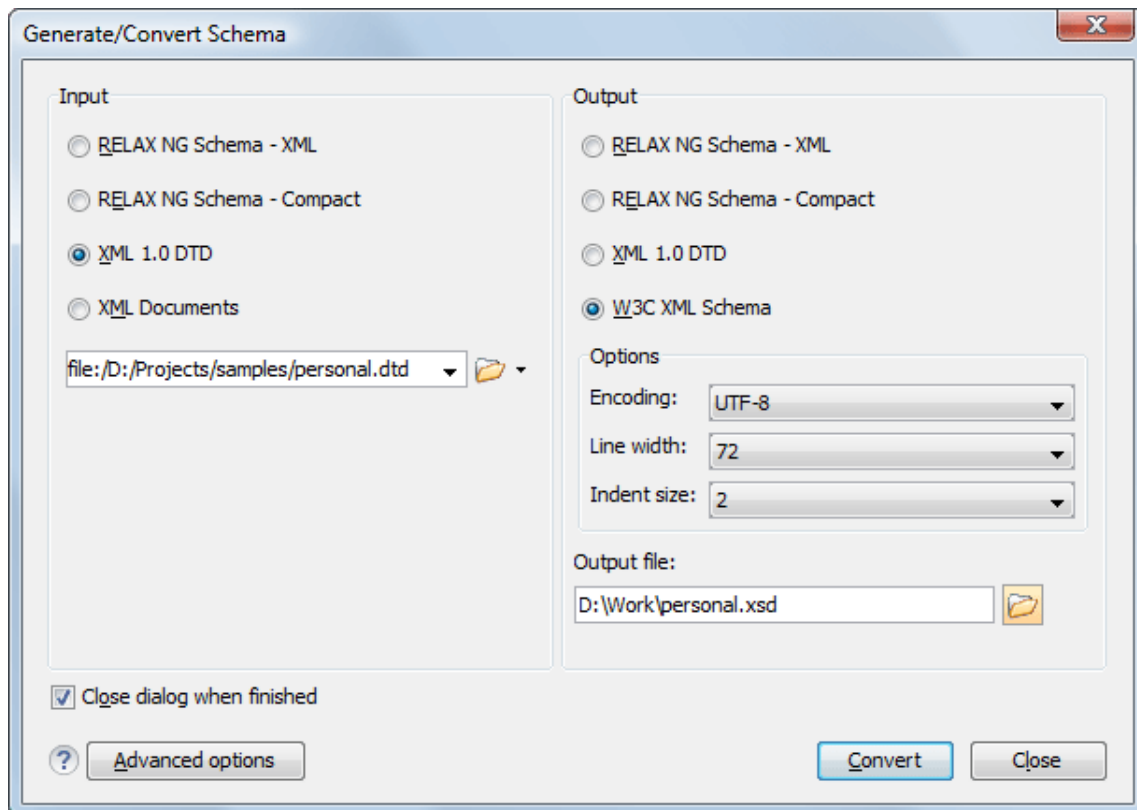 Generate/Convert Schema
Input
RELAX NG Schema - XML
RELAX NG Schema - Compact
XML 1.0 DTD
XML Documents
file:/D:/Projects/samples/personal.dtd
Output
RELAX NG Schema - XML
RELAX NG Schema - Compact
XML 1.0 DTD
W3C XML Schema
Options
Encoding: UTF-8
Line width: 72
Indent size: 2
Output file:
D:\Work\personal.xsd
Close dialog when finished
? Advanced options Convert Close